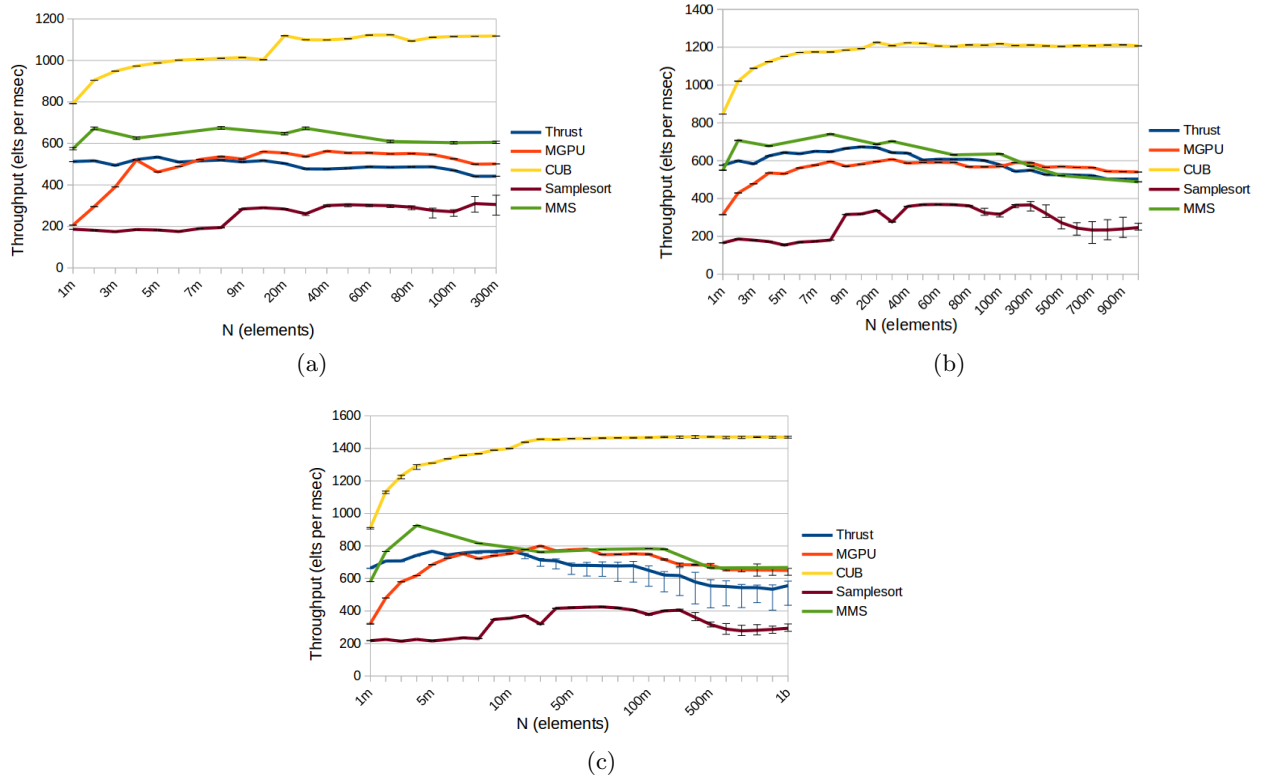 1200
1000
800
600
400
200
0
Throughput (elts per msec)
1m
3m
5m
7m
9m
20m
40m
60m
80m
100m
300m
N (elements)
Thrust
MGPU
CUB
Samplesort
MMS
(a)
1400
1200
1000
800
600
400
200
0
Throughput (elts per msec)
1m
3m
5m
7m
9m
20m
40m
60m
80m
100m
300m
500m
700m
900m
N (elements)
Thrust
MGPU
CUB
Samplesort
MMS
(b)
1600
1400
1200
1000
800
600
400
200
0
Throughput (elts per msec)
1m
5m
10m
50m
100m
500m
1b
N (elements)
Thrust
MGPU
CUB
Samplesort
MMS
(c)